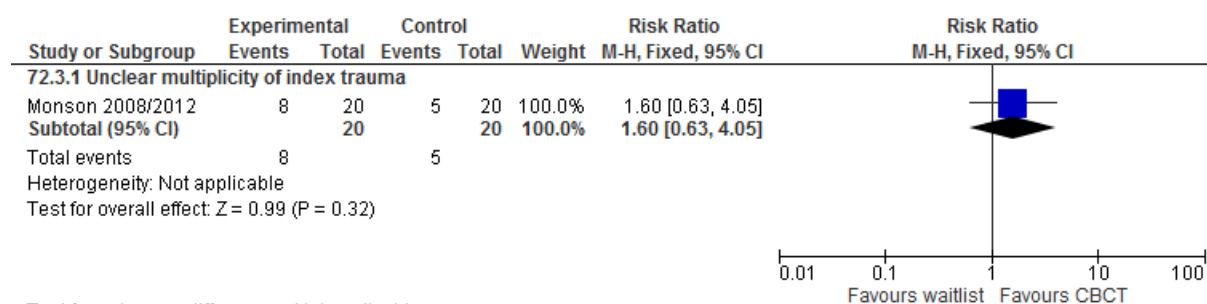 Experimental Control Risk Ratio Risk Ratio
Study or Subgroup Events Total Events Total Weight M-H, Fixed, 95% CI M-H, Fixed, 95% CI
72.3.1 Unclear multiplicity of index trauma
Monson 2008/2012 8 20 5 20 100.0% 1.60 [0.63, 4.05]
Subtotal (95% CI) 20 20 100.0% 1.60 [0.63, 4.05]
Total events 8 5
Heterogeneity: Not applicable
Test for overall effect: Z = 0.99 (P = 0.32)
0.01 0.1 1 10 100
Favours waitlist Favours CBCT